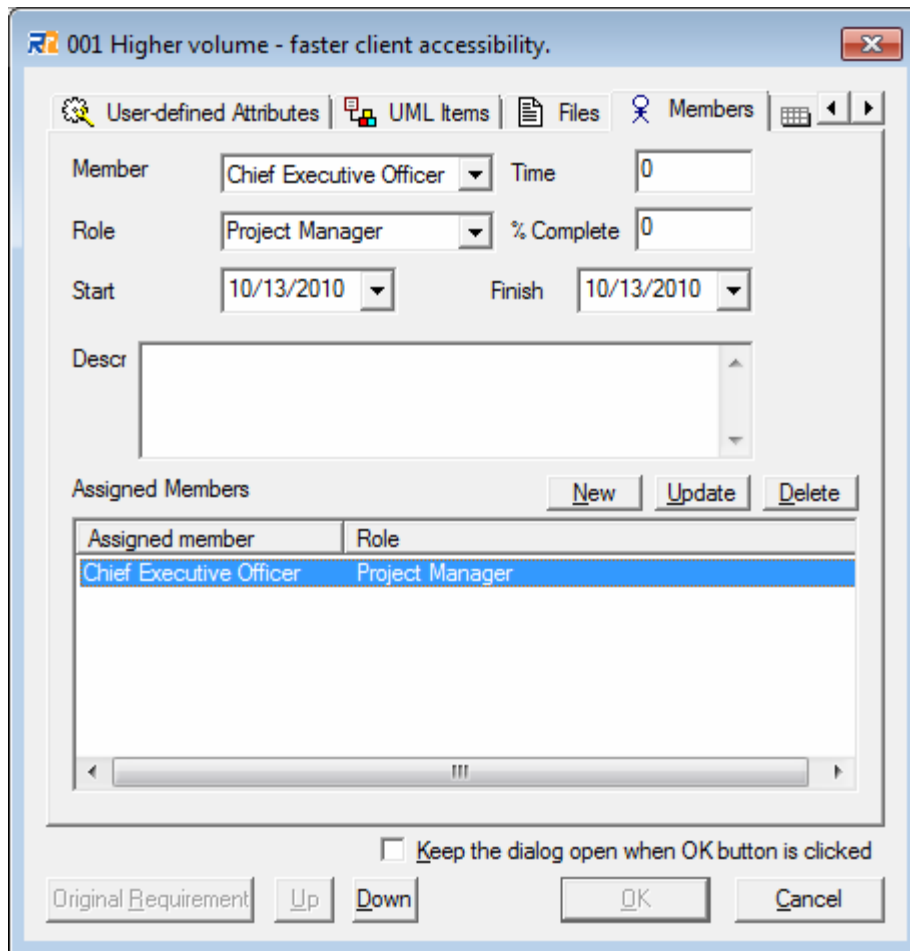 RR 001 Higher volume - faster client accessibility.
User-defined Attributes UML Items Files Members
Member Chief Executive Officer Time 0
Role Project Manager % Complete 0
Start 10/13/2010 Finish 10/13/2010
Descr
Assigned Members New Update Delete
Assigned member Role
Chief Executive Officer Project Manager
Keep the dialog open when OK button is clicked
Original Requirement Up Down OK Cancel